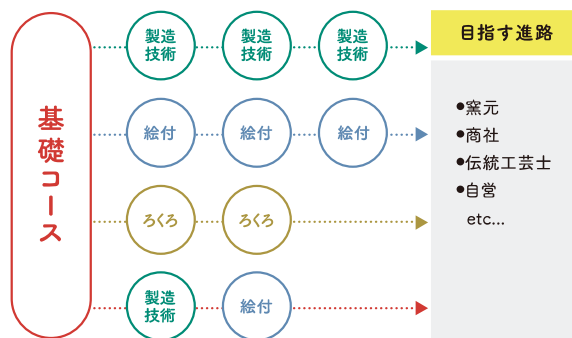 基礎コース
製造
技術
製造
技術
製造
技術
絵付
絵付
絵付
ろくろ
ろくろ
製造
技術
絵付
目指す進路
●窯元
●商社
●伝統工芸士
●自営
etc...